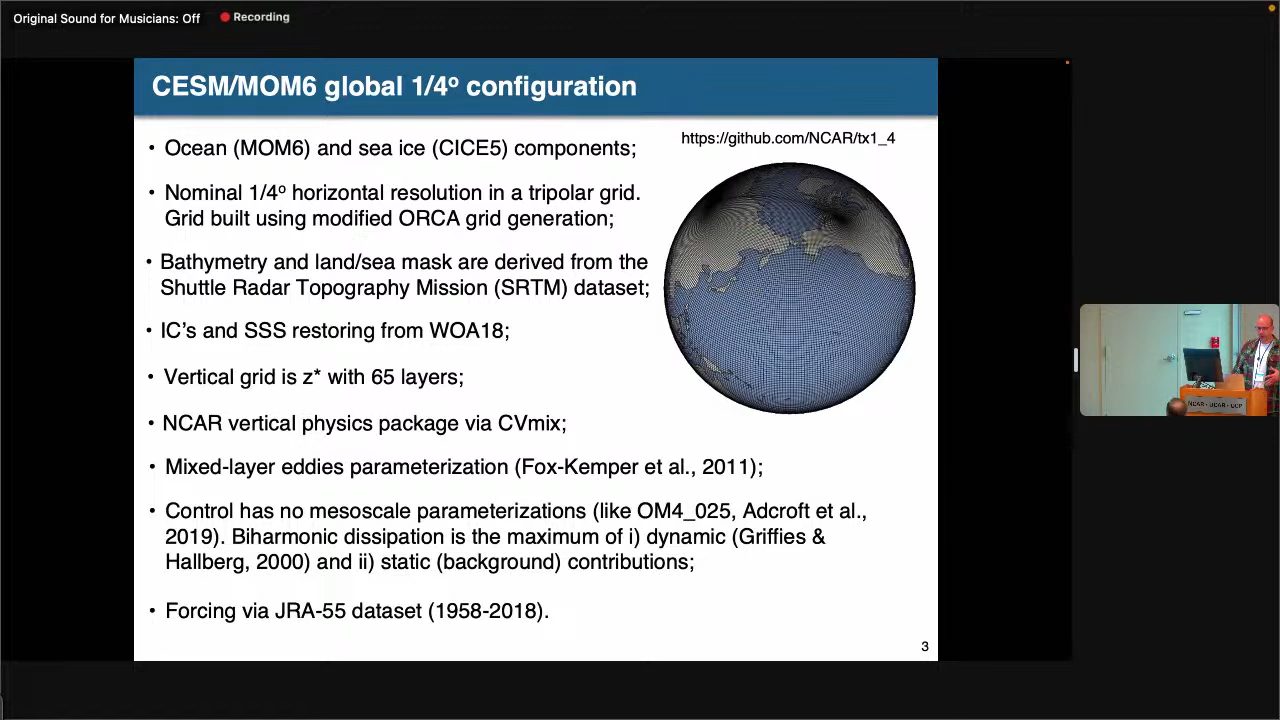 Original Sound for Musicians: Off
Recording
CESM/MOM6 global 1/4º configuration
https://github.com/NCAR/tx1_4
• Ocean (MOM6) and sea ice (CICE5) components;
• Nominal 1/4º horizontal resolution in a tripolar grid.
Grid built using modified ORCA grid generation;
• Bathymetry and land/sea mask are derived from the
Shuttle Radar Topography Mission (SRTM) dataset;
• IC's and SSS restoring from WOA18;
• Vertical grid is z* with 65 layers;
• NCAR vertical physics package via CVmix;
• Mixed-layer eddies parameterization (Fox-Kemper et al., 2011);
• Control has no mesoscale parameterizations (like OM4_025, Adcroft et al.,
2019). Biharmonic dissipation is the maximum of i) dynamic (Griffies &
Hallberg, 2000) and ii) static (background) contributions;
• Forcing via JRA-55 dataset (1958-2018).
3
NCAR - UCAR - UCP